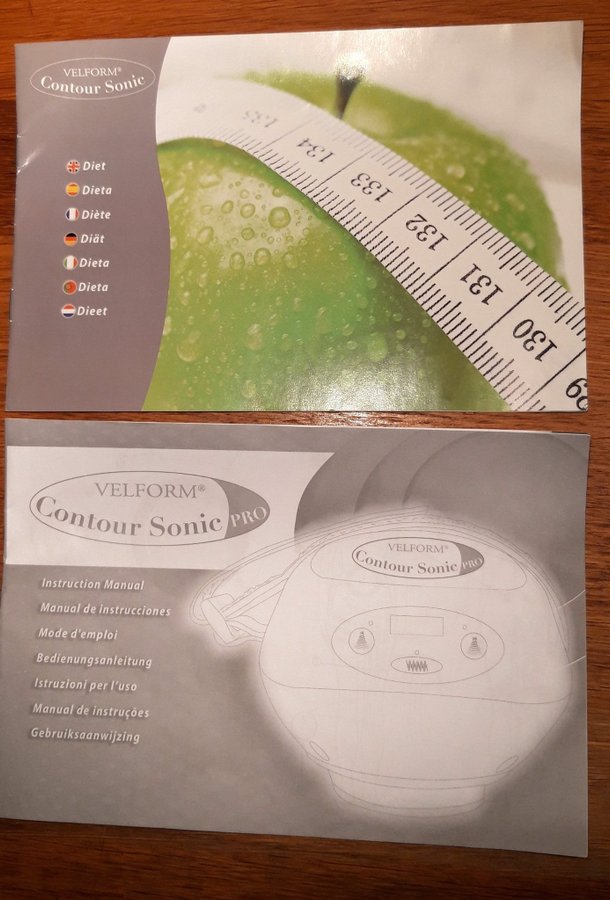 VELFORM®
Contour Sonic
Diet
Dieta
Diète
Diät
Dieta
Dieta
Dieet
135
134
133
132
131
130
VELFORM®
Contour Sonic PRO
Instruction Manual
Manual de instrucciones
Mode d'emploi
Bedienungsanleitung
Istruzioni per l'uso
Manual de instruções
Gebruiksaanwijzing
VELFORM®
Contour Sonic PRO